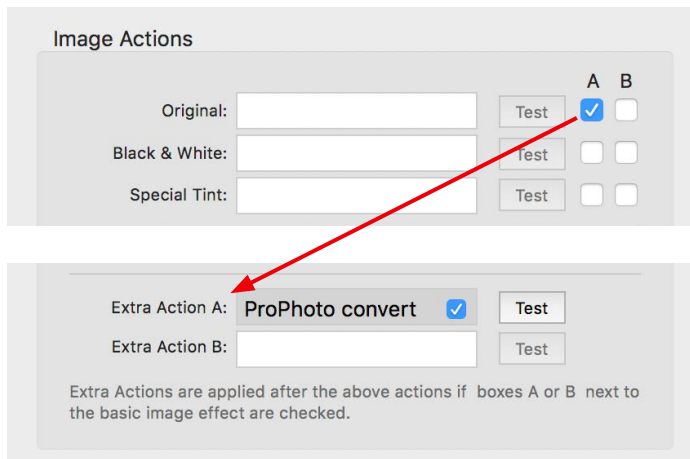 Image Actions
A B
Original: Test
Black & White: Test
Special Tint: Test
Extra Action A: ProPhoto convert Test
Extra Action B: Test
Extra Actions are applied after the above actions if boxes A or B next to
the basic image effect are checked.